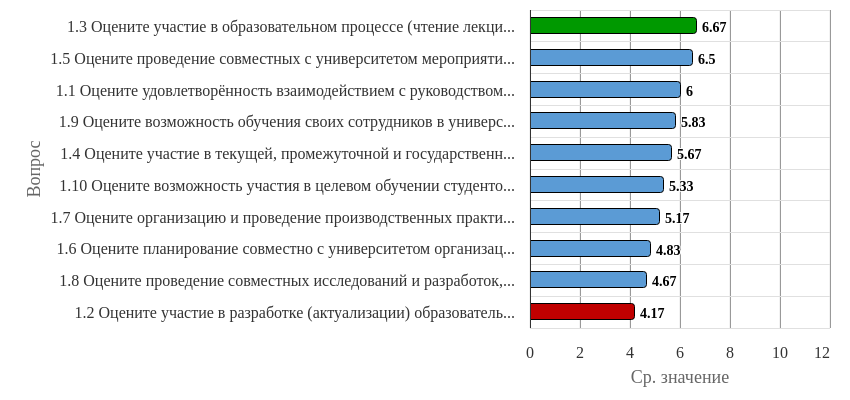 1.3 Оцените участие в образовательном процессе (чтение лекци...
6.67
1.5 Оцените проведение совместных с университетом мероприяти...
6.5
1.1 Оцените удовлетворённость взаимодействием с руководством...
6
1.9 Оцените возможность обучения своих сотрудников в универс...
5.83
1.4 Оцените участие в текущей, промежуточной и государственн...
5.67
1.10 Оцените возможность участия в целевом обучении студенто...
5.33
1.7 Оцените организацию и проведение производственных практи...
5.17
1.6 Оцените планирование совместно с университетом организац...
4.83
1.8 Оцените проведение совместных исследований и разработок,...
4.67
1.2 Оцените участие в разработке (актуализации) образователь...
4.17
Вопрос
0 2 4 6 8 10 12
Ср. значение